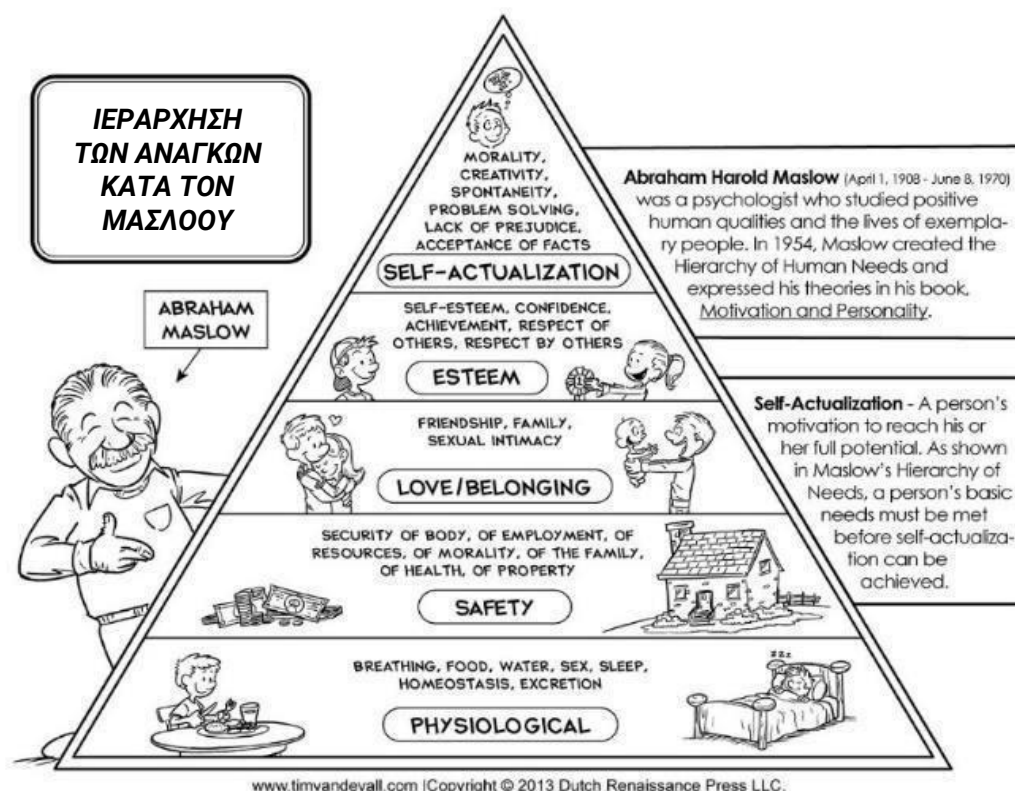 ΙΕΡΑΡΧΗΣΗ
ΤΩΝ ΑΝΑΓΚΩΝ
ΚΑΤΑ ΤΟΝ
ΜΑΣΛΟΟΥ
ABRAHAM
MASLOW
MORALITY,
CREATIVITY,
SPONTANEITY,
PROBLEM SOLVING,
LACK OF PREJUDICE,
ACCEPTANCE OF FACTS
SELF-ACTUALIZATION
SELF-ESTEEM, CONFIDENCE,
ACHIEVEMENT, RESPECT OF
OTHERS, RESPECT BY OTHERS
ESTEEM
1
FRIENDSHIP, FAMILY,
SEXUAL INTIMACY
LOVE/BELONGING
SECURITY OF BODY, OF EMPLOYMENT, OF
RESOURCES, OF MORALITY, OF THE FAMILY,
OF HEALTH, OF PROPERTY
SAFETY
BREATHING, FOOD, WATER, SEX, SLEEP,
HOMEOSTASIS, EXCRETION
PHYSIOLOGICAL
zzz
Abraham Harold Maslow (April 1, 1908 - June 8, 1970)
was a psychologist who studied positive
human qualities and the lives of exempla-
ry people. In 1954, Maslow created the
Hierarchy of Human Needs and
expressed his theories in his book,
Motivation and Personality.
Self-Actualization - A person's
motivation to reach his or
her full potential. As shown
in Maslow's Hierarchy of
Needs, a person's basic
needs must be met
before self-actualiza-
tion can be
achieved.
www.timvandevall.com |Copyright © 2013 Dutch Renaissance Press LLC.